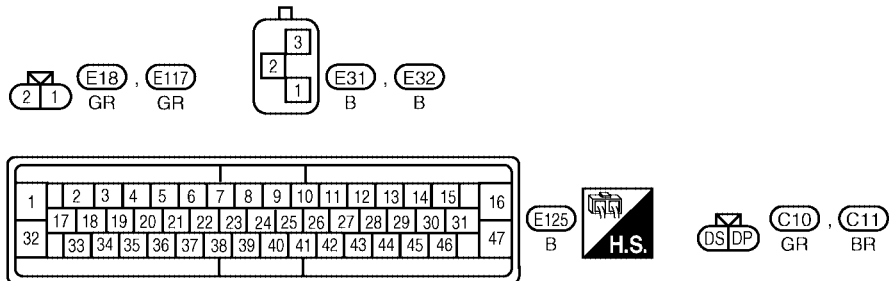 3
2
1
2 1
E18 , E117
GR GR
E31 , E32
B B
1 2 3 4 5 6 7 8 9 10 11 12 13 14 15 16
17 18 19 20 21 22 23 24 25 26 27 28 29 30 31
32 33 34 35 36 37 38 39 40 41 42 43 44 45 46 47
E125
B
H.S.
DS DP
C10 , C11
GR BR